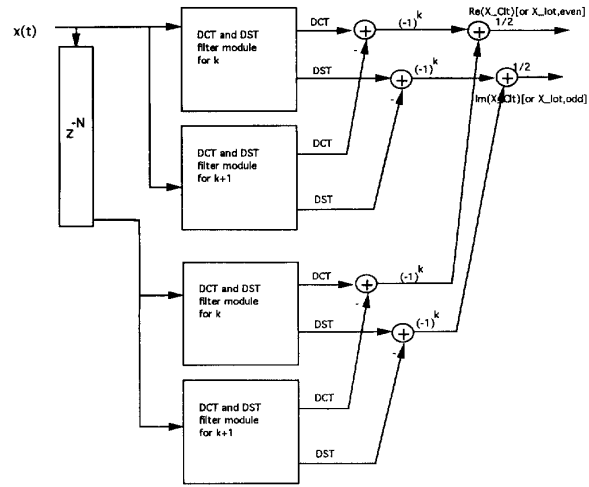 Re(X_Clt)[or X_lot,even]
x(t)
DCT and DST
filter module
for k
DCT
(-1)^k
1/2
DST
(-1)^k
1/2
Im(X_Clt)[or X_lot,odd]
z^-N
DCT and DST
filter module
for k+1
DCT
DST
DCT and DST
filter module
for k
DCT
(-1)^k
DST
(-1)^k
DCT and DST
filter module
for k+1
DCT
DST